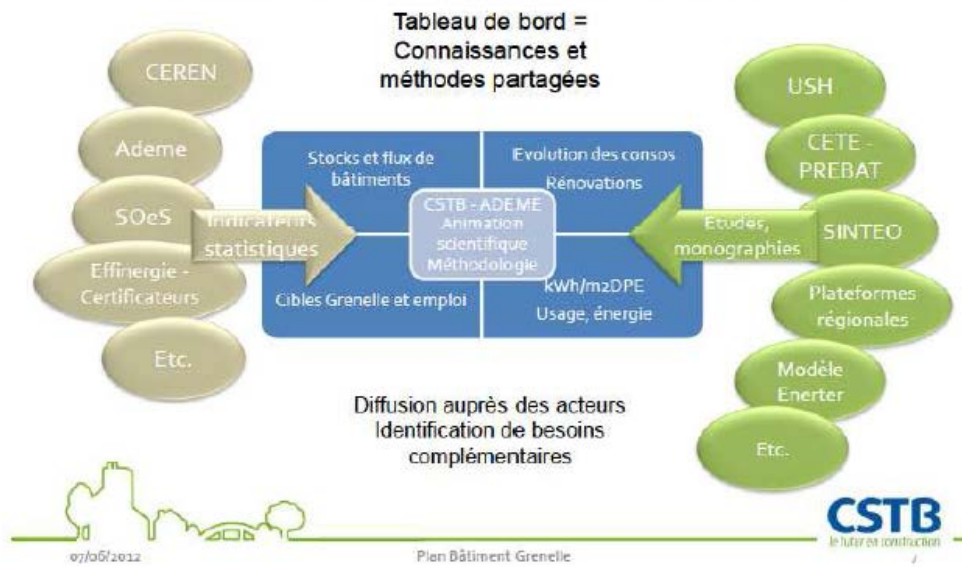 Tableau de bord =
Connaissances et
méthodes partagées
CEREN
Ademe
SOeS
Effinergie -
Certificateurs
Etc.
Indicateurs
statistiques
Stocks et flux de
bâtiments
Evolution des consos
Rénovations
CSTB - ADEME
Animation
scientifique
Méthodologie
Cibles Grenelle et emploi
kWh/m2DPE
Usage, énergie
Etudes,
monographies
USH
CETE -
PREBAT
SINTEO
Plateformes
régionales
Modèle
Enerter
Etc.
Diffusion auprès des acteurs
Identification de besoins
complémentaires
07/06/2012
Plan Bâtiment Grenelle
CSTB
le futur en construction